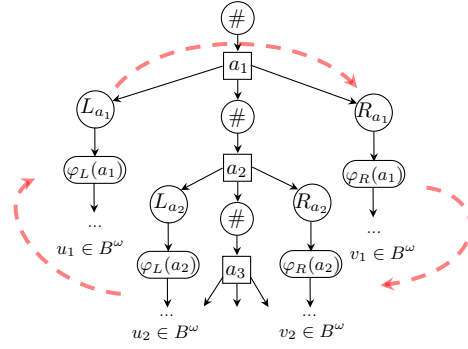 #
a₁
L_{a₁} # R_{a₁}
φ_L(a₁) a₂ φ_R(a₁)
... L_{a₂} # R_{a₂} ...
u₁ ∈ B^ω v₁ ∈ B^ω
φ_L(a₂) a₃ φ_R(a₂)
... ...
u₂ ∈ B^ω v₂ ∈ B^ω